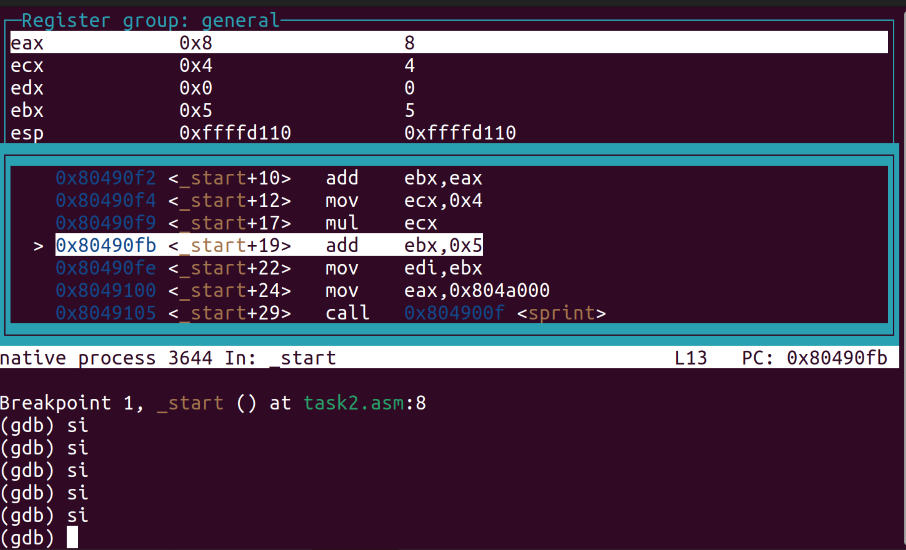 Register group: general
eax 0x8 8
ecx 0x4 4
edx 0x0 0
ebx 0x5 5
esp 0xffffd110 0xffffd110
0x80490f2 <_start+10> add ebx,eax
0x80490f4 <_start+12> mov ecx,0x4
0x80490f9 <_start+17> mul ecx
> 0x80490fb <_start+19> add ebx,0x5
0x80490fe <_start+22> mov edi,ebx
0x8049100 <_start+24> mov eax,0x804a000
0x8049105 <_start+29> call 0x804900f <sprint>
native process 3644 In: _start L13 PC: 0x80490fb
Breakpoint 1, _start () at task2.asm:8
(gdb) si
(gdb) si
(gdb) si
(gdb) si
(gdb) si
(gdb)